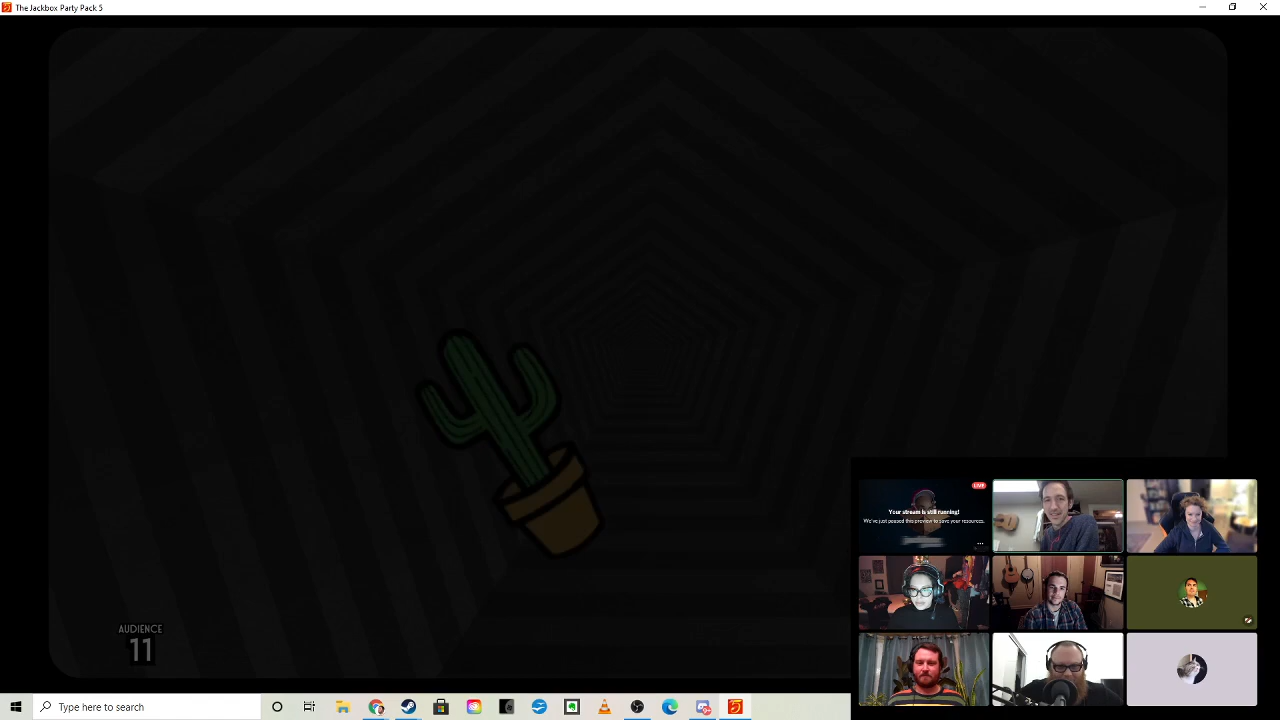 The Jackbox Party Pack 5
LIVE
Your stream is still running!
We've just paused this preview to save your resources.
AUDIENCE
11
Type here to search